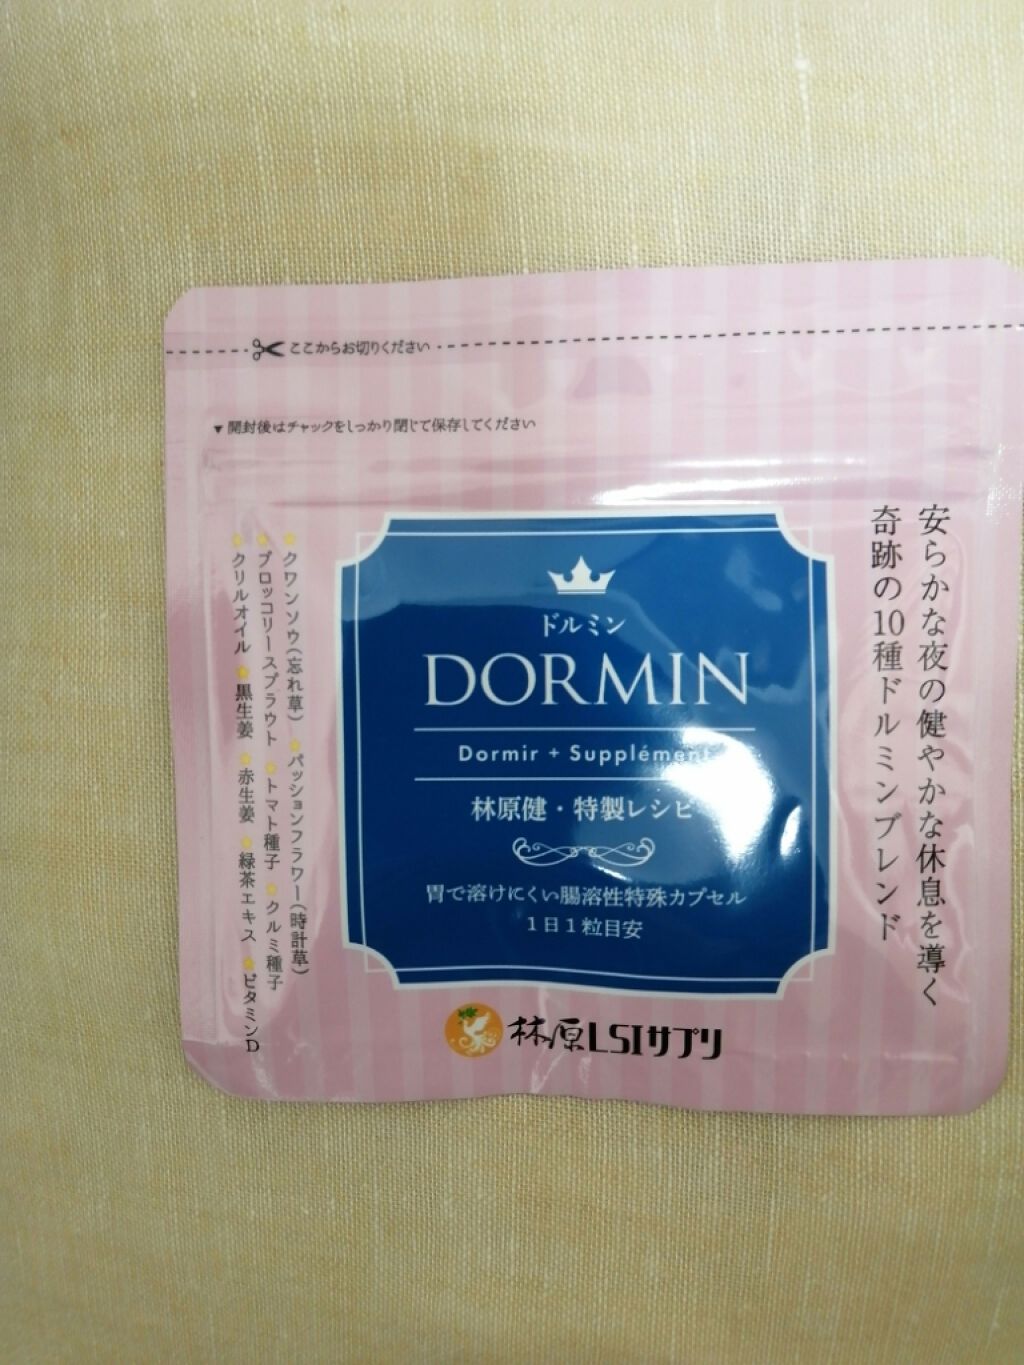 ここからお切りください
▼開封後はチャックをしっかり閉じて保存してください
安らかな夜の健やかな休息を導く
奇跡の10種ドルミンブレンド
ドルミン
DORMIN
Dormir + Supplément
林原健・特製レシピ
胃で溶けにくい腸溶性特殊カプセル
1日1粒目安
★クワンソウ(忘れ草) ★パッションフラワー(時計草)
★ブロッコリースプラウト ★トマト種子 ★クルミ種子
★クリルオイル ★黒生姜 ★赤生姜 ★緑茶エキス ★ビタミンD
林原LSIサプリ